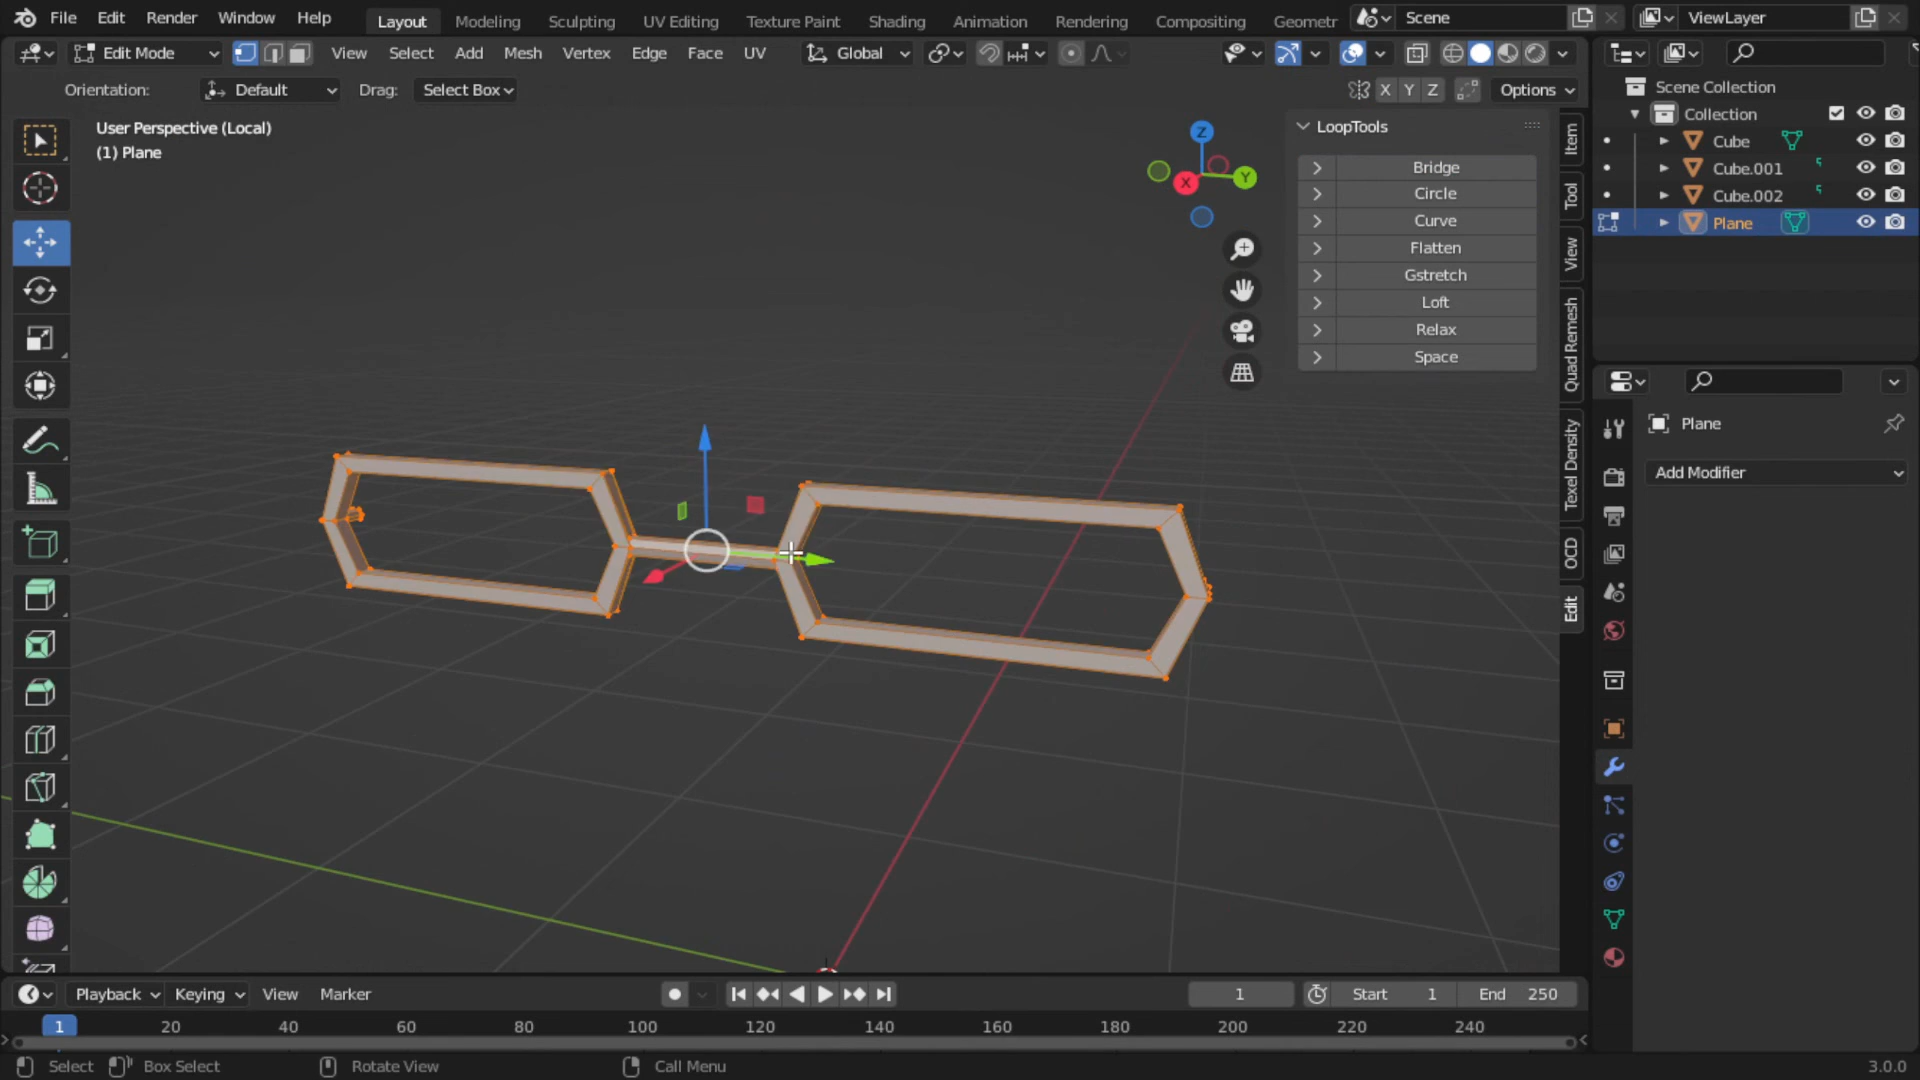 File Edit Render Window Help Layout Modeling Sculpting UV Editing Texture Paint Shading Animation Rendering Compositing Geometr Scene ViewLayer
Edit Mode View Select Add Mesh Vertex Edge Face UV Global
Orientation: Default Drag: Select Box X Y Z Options
Scene Collection
Collection
Cube
Cube.001
Cube.002
Plane
User Perspective (Local)
(1) Plane
Z
Y
X
LoopTools
Bridge
Circle
Curve
Flatten
Gstretch
Loft
Relax
Space
Item
Tool
View
Quad Remesh
Texel Density
OCD
Edit
Plane
Add Modifier
Playback Keying View Marker 1 Start 1 End 250
1 20 40 60 80 100 120 140 160 180 200 220 240
Select Box Select Rotate View Call Menu 3.0.0